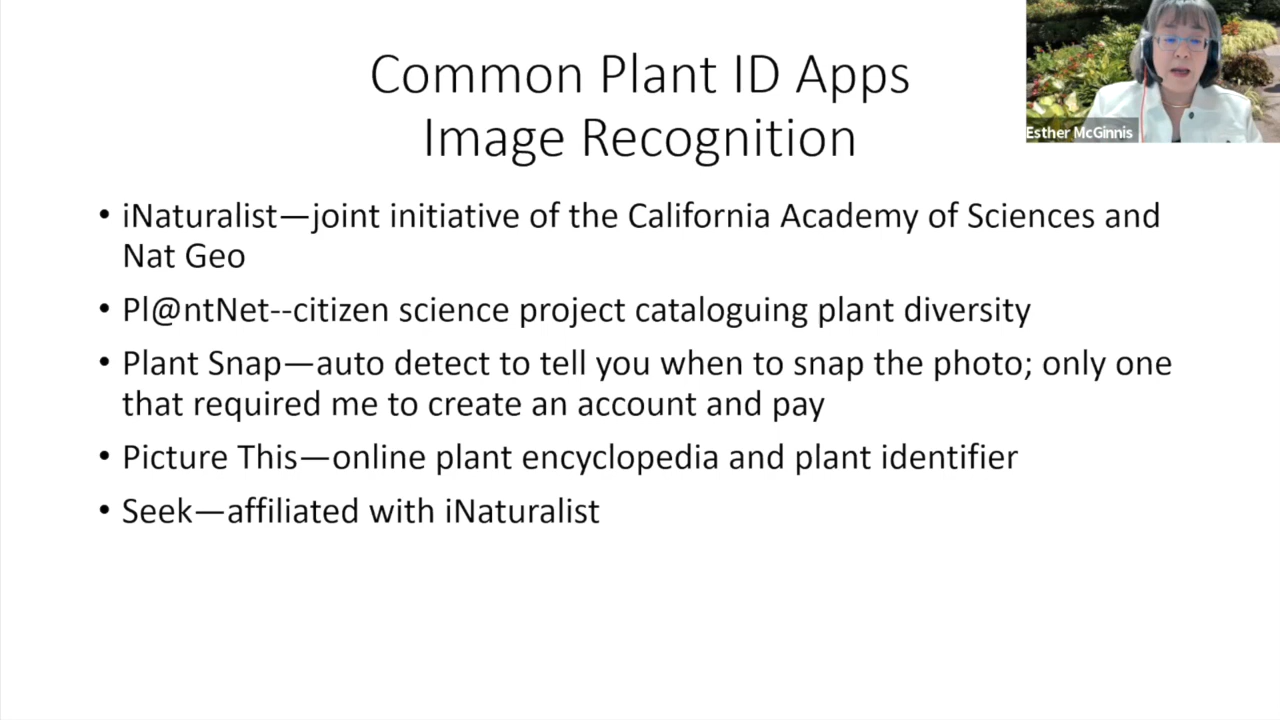 Common Plant ID Apps
Image Recognition
Esther McGinnis
• iNaturalist—joint initiative of the California Academy of Sciences and
Nat Geo
• Pl@ntNet--citizen science project cataloguing plant diversity
• Plant Snap—auto detect to tell you when to snap the photo; only one
that required me to create an account and pay
• Picture This—online plant encyclopedia and plant identifier
• Seek—affiliated with iNaturalist